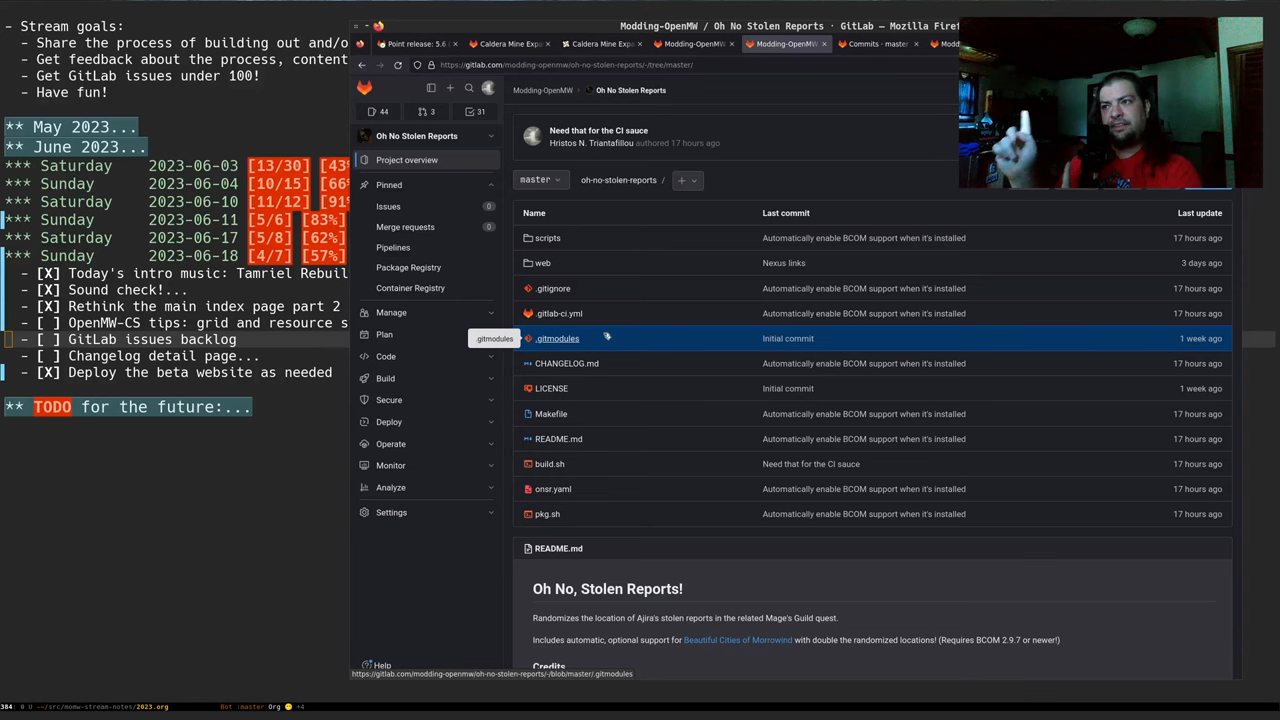 - Stream goals:
- Share the process of building out and/o
- Get feedback about the process, content
- Get GitLab issues under 100!
- Have fun!
** May 2023...
** June 2023...
*** Saturday 2023-06-03 [13/30] [43%
*** Sunday 2023-06-04 [10/15] [66%
*** Saturday 2023-06-10 [11/12] [91%
*** Sunday 2023-06-11 [5/6] [83%]
*** Saturday 2023-06-17 [5/8] [62%]
*** Sunday 2023-06-18 [4/7] [57%]
- [X] Today's intro music: Tamriel Rebuil
- [X] Sound check!...
- [X] Rethink the main index page part 2
- [ ] OpenMW-CS tips: grid and resource s
- [ ] GitLab issues backlog
- [ ] Changelog detail page...
- [X] Deploy the beta website as needed
** TODO for the future:...
384: 0 U -~/src/momw-stream-notes/2023.org Bot :master Org +4
Modding-OpenMW / Oh No Stolen Reports · GitLab — Mozilla Firef
Point release: 5.6
Caldera Mine Expa
Caldera Mine Expa
Modding-OpenMW
Modding-OpenMW /
Commits · master
Modd
https://gitlab.com/modding-openmw/oh-no-stolen-reports/-/tree/master/
44
3
31
Oh No Stolen Reports
Project overview
Pinned
Issues 0
Merge requests 0
Pipelines
Package Registry
Container Registry
Manage
Plan
Code
Build
Secure
Deploy
Operate
Monitor
Analyze
Settings
Help
Modding-OpenMW > Oh No Stolen Reports
Need that for the CI sauce
Hristos N. Triantafillou authored 17 hours ago
master
oh-no-stolen-reports / +
Name Last commit Last update
scripts Automatically enable BCOM support when it's installed 17 hours ago
web Nexus links 3 days ago
.gitignore Automatically enable BCOM support when it's installed 17 hours ago
.gitlab-ci.yml Automatically enable BCOM support when it's installed 17 hours ago
.gitmodules
.gitmodules Initial commit 1 week ago
CHANGELOG.md Automatically enable BCOM support when it's installed 17 hours ago
LICENSE Initial commit 1 week ago
Makefile Automatically enable BCOM support when it's installed 17 hours ago
README.md Automatically enable BCOM support when it's installed 17 hours ago
build.sh Need that for the CI sauce 17 hours ago
onsr.yaml Automatically enable BCOM support when it's installed 17 hours ago
pkg.sh Automatically enable BCOM support when it's installed 17 hours ago
README.md
Oh No, Stolen Reports!
Randomizes the location of Ajira's stolen reports in the related Mage's Guild quest.
Includes automatic, optional support for Beautiful Cities of Morrowind with double the randomized locations! (Requires BCOM 2.9.7 or newer!)
Credits
https://gitlab.com/modding-openmw/oh-no-stolen-reports/-/blob/master/.gitmodules